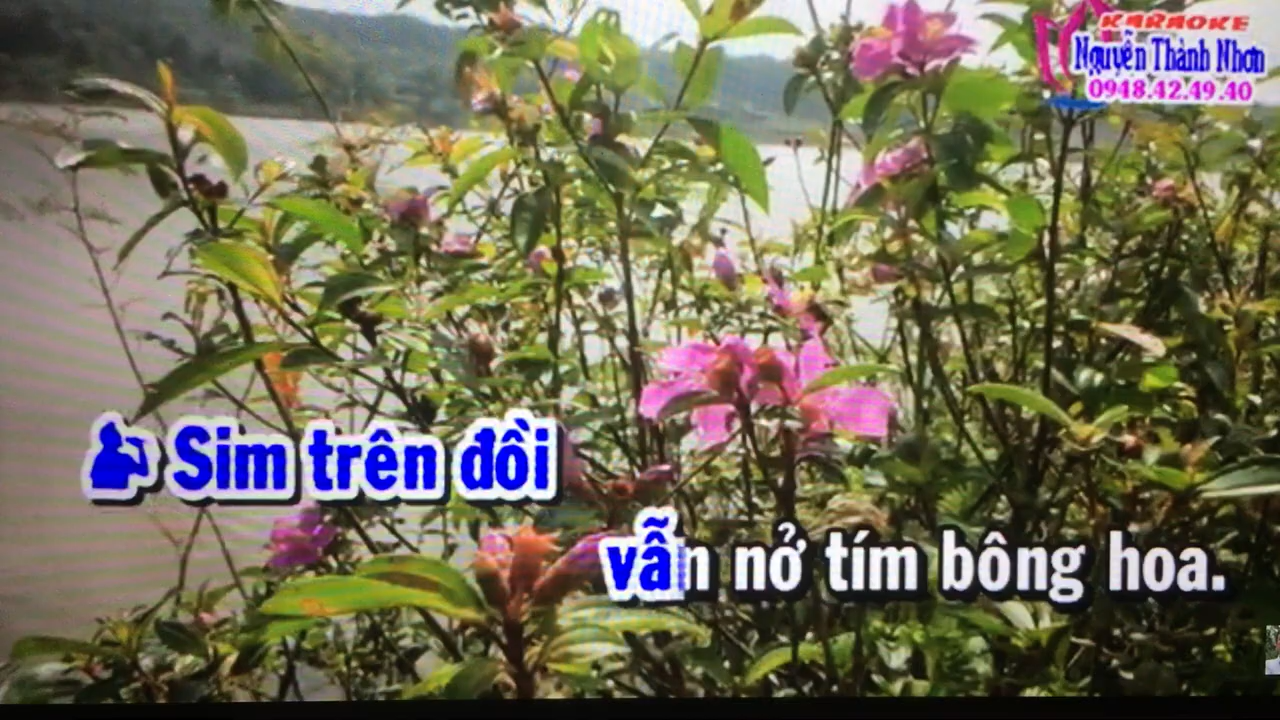 KARAOKE
Nguyễn Thành Nhơn
0948.42.49.40
Sim trên đồi
vẫn nở tím bông hoa.